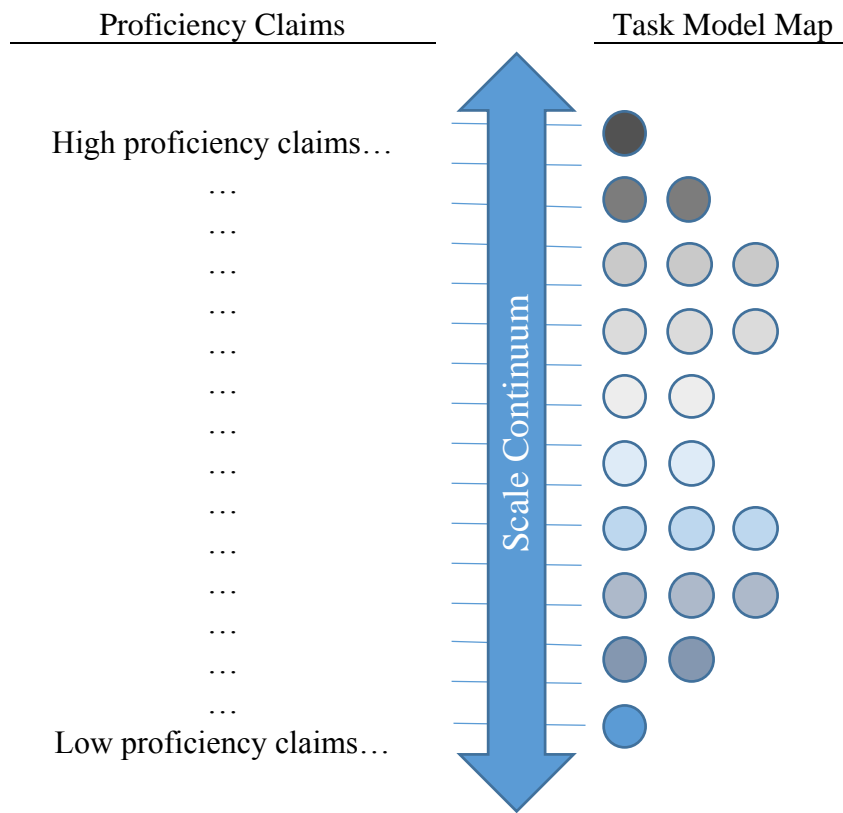 Proficiency Claims
Task Model Map
High proficiency claims…
…
…
…
…
…
…
…
…
…
…
…
…
…
…
Low proficiency claims…
Scale Continuum